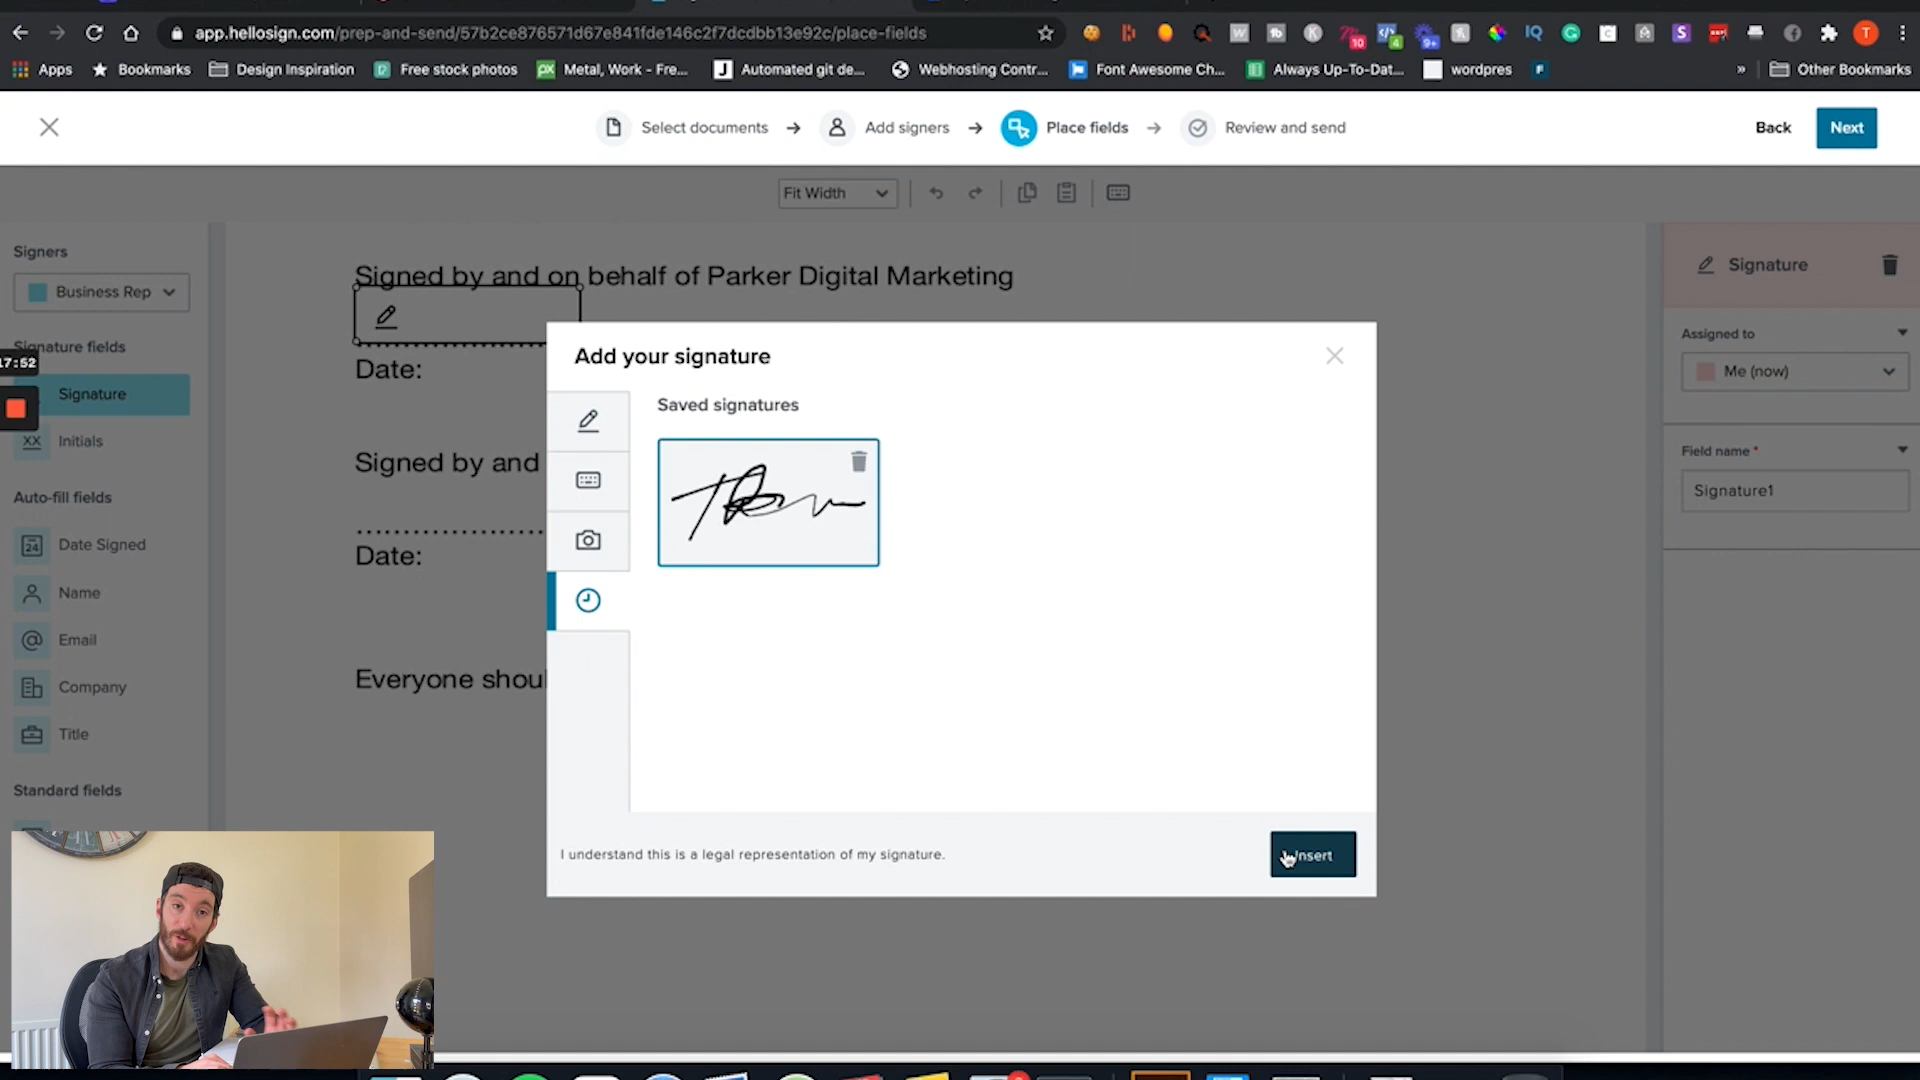 app.hellosign.com/prep-and-send/57b2ce876571d67e841fde146c2f7dcdbb13e92c/place-fields
Apps
Bookmarks
Design Inspiration
Free stock photos
Metal, Work - Fre...
Automated git de...
Webhosting Contr...
Font Awesome Ch...
Always Up-To-Dat...
wordpres
»
Other Bookmarks
Select documents
Add signers
Place fields
Review and send
Back
Next
Fit Width
Signers
Business Rep
Signature fields
17:52
Signature
XX
Initials
Auto-fill fields
24
Date Signed
Name
Email
Company
Title
Standard fields
Signed by and on behalf of Parker Digital Marketing
Date:
Signed by and
Date:
Everyone shoul
Add your signature
Saved signatures
I understand this is a legal representation of my signature.
Insert
Signature
Assigned to
Me (now)
Field name *
Signature1